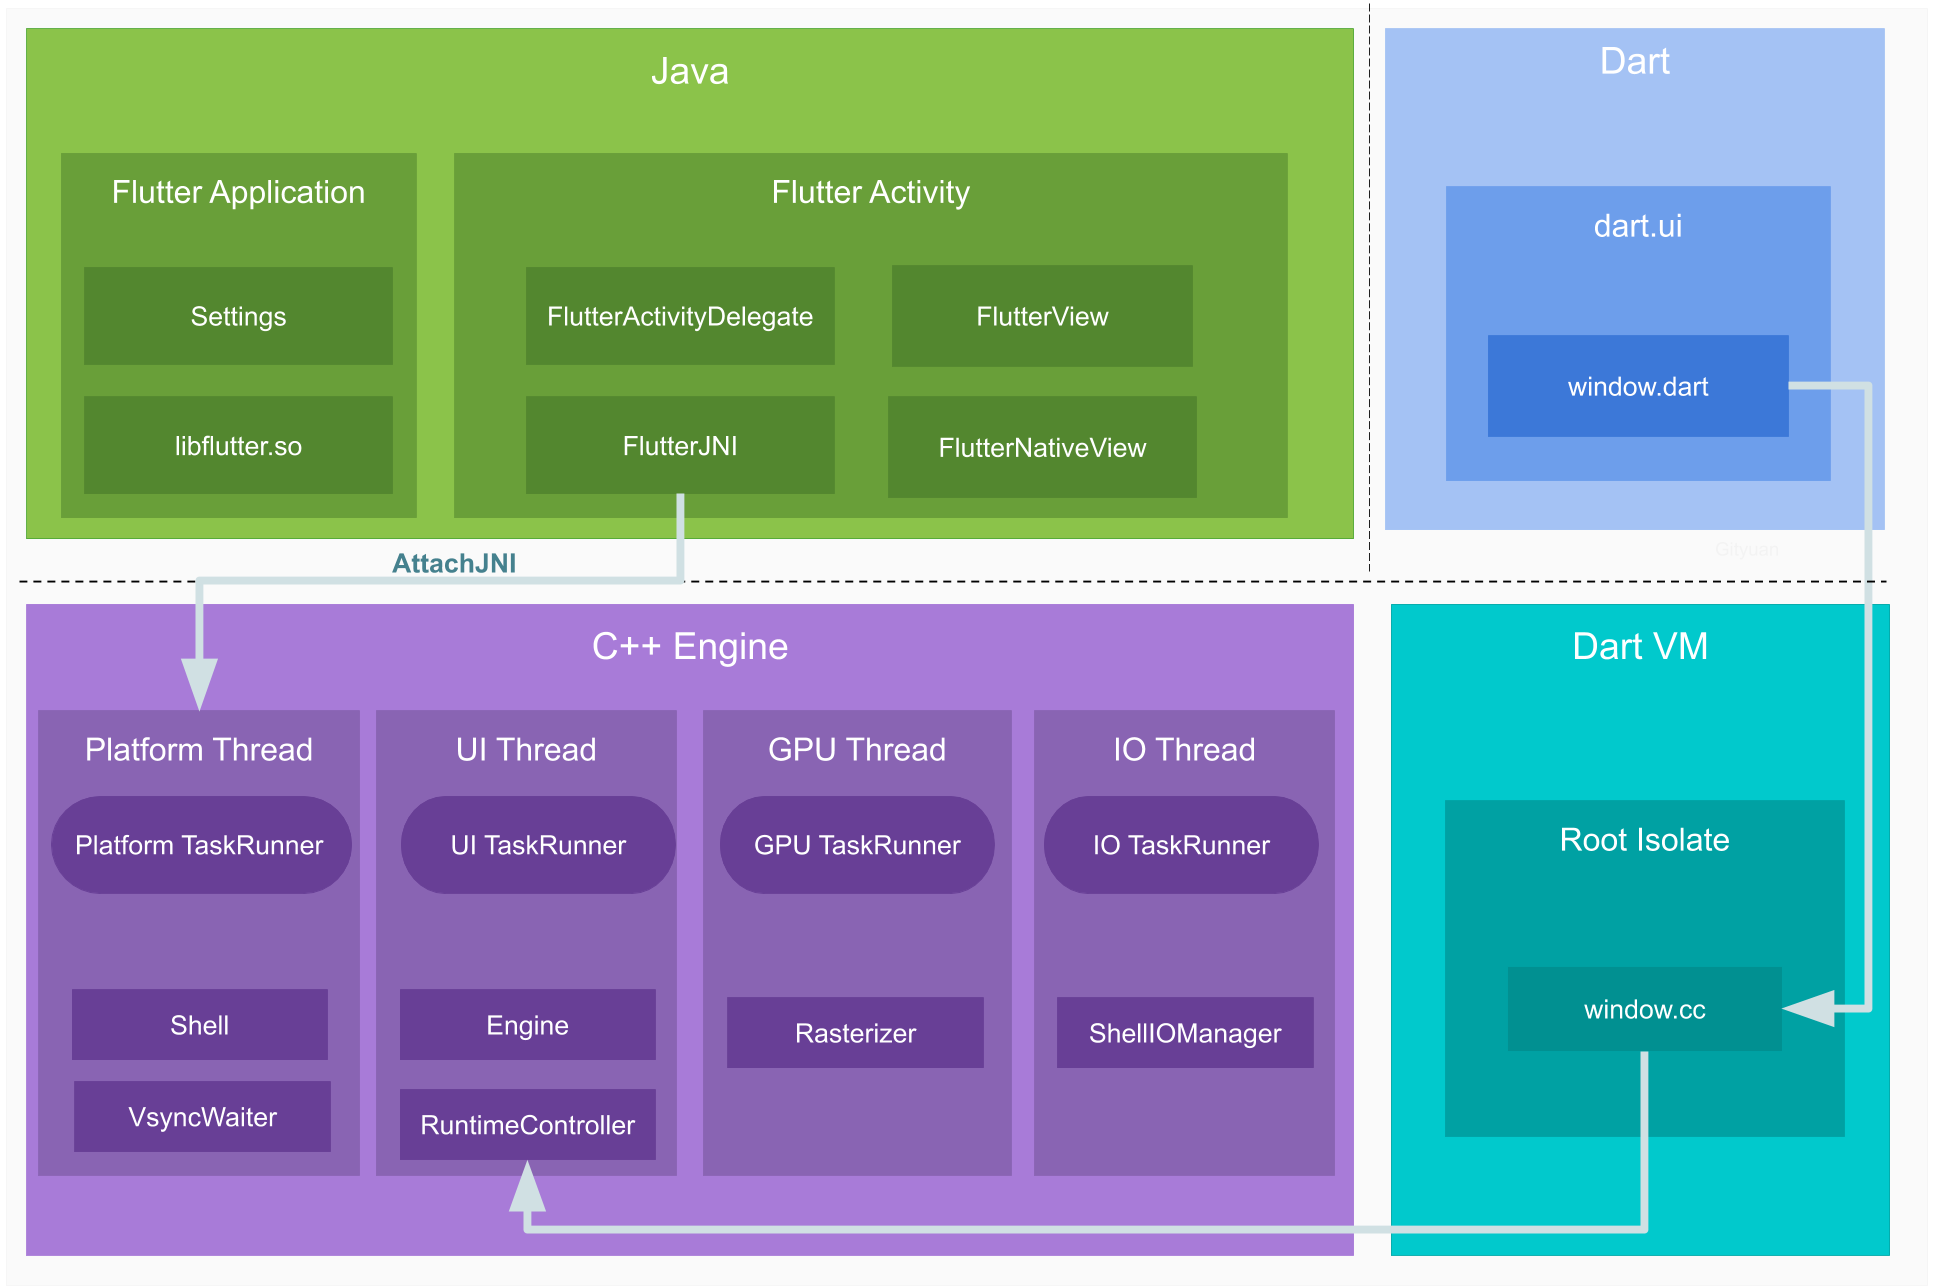 Java
Flutter Application
Settings
libflutter.so
Flutter Activity
FlutterActivityDelegate
FlutterView
FlutterJNI
FlutterNativeView
Dart
dart.ui
window.dart
Gityuan
AttachJNI
C++ Engine
Platform Thread
Platform TaskRunner
Shell
VsyncWaiter
UI Thread
UI TaskRunner
Engine
RuntimeController
GPU Thread
GPU TaskRunner
Rasterizer
IO Thread
IO TaskRunner
ShellIOManager
Dart VM
Root Isolate
window.cc